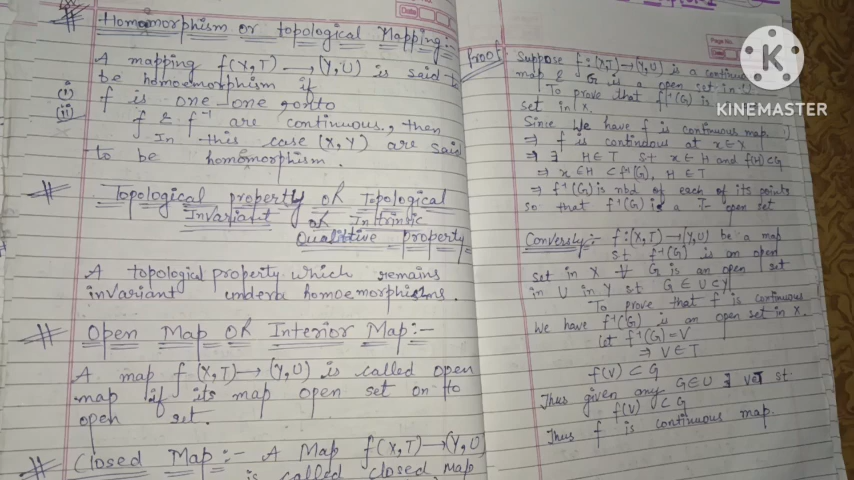 Homeomorphism or topological Mapping:-
A mapping f(X,T) → (Y,U) is said to
be homoemorphism if
(i) f is one-one onto
(ii) f & f⁻¹ are continuous, then
In this case (X,Y) are said
to be homomorphism.
Topological property or Topological
Invariant or Intrinsic
Qualitive property
A topological property which remains
invariant under a homoemorphisms.
Open Map or Interior Map:-
A map f(X,T) → (Y,U) is called open
map if its map open set on to
open set.
Closed Map:- A Map f(X,T) → (Y,U)
is called closed map
Page No.
Date
Proof Suppose f:(X,T) → (Y,U) is a
map & G is a open set in
To prove that f⁻¹(G) is
set in X.
Since we have f is continuous map.
⇒ f is continuous at x∈X
⇒ ∃ H∈T st x∈H and f(H)⊂G
⇒ x∈H⊂f⁻¹(G), H∈T
⇒ f⁻¹(G) is nbd of each of its points
so that f⁻¹(G) is a T- open set
Conversly:- f:(X,T) → (Y,U) be a map
st f⁻¹(G) is an open
set in X ∀ G is an open set
in U in Y st G∈U⊂Y
To prove that f is continuous
We have f⁻¹(G) is an open set in X.
Let f⁻¹(G)=V
⇒ V∈T
f(V)⊂G
Thus given any G∈U ∃ V∈T st.
f(V)⊂G
Thus f is continuous map.
KINEMASTER